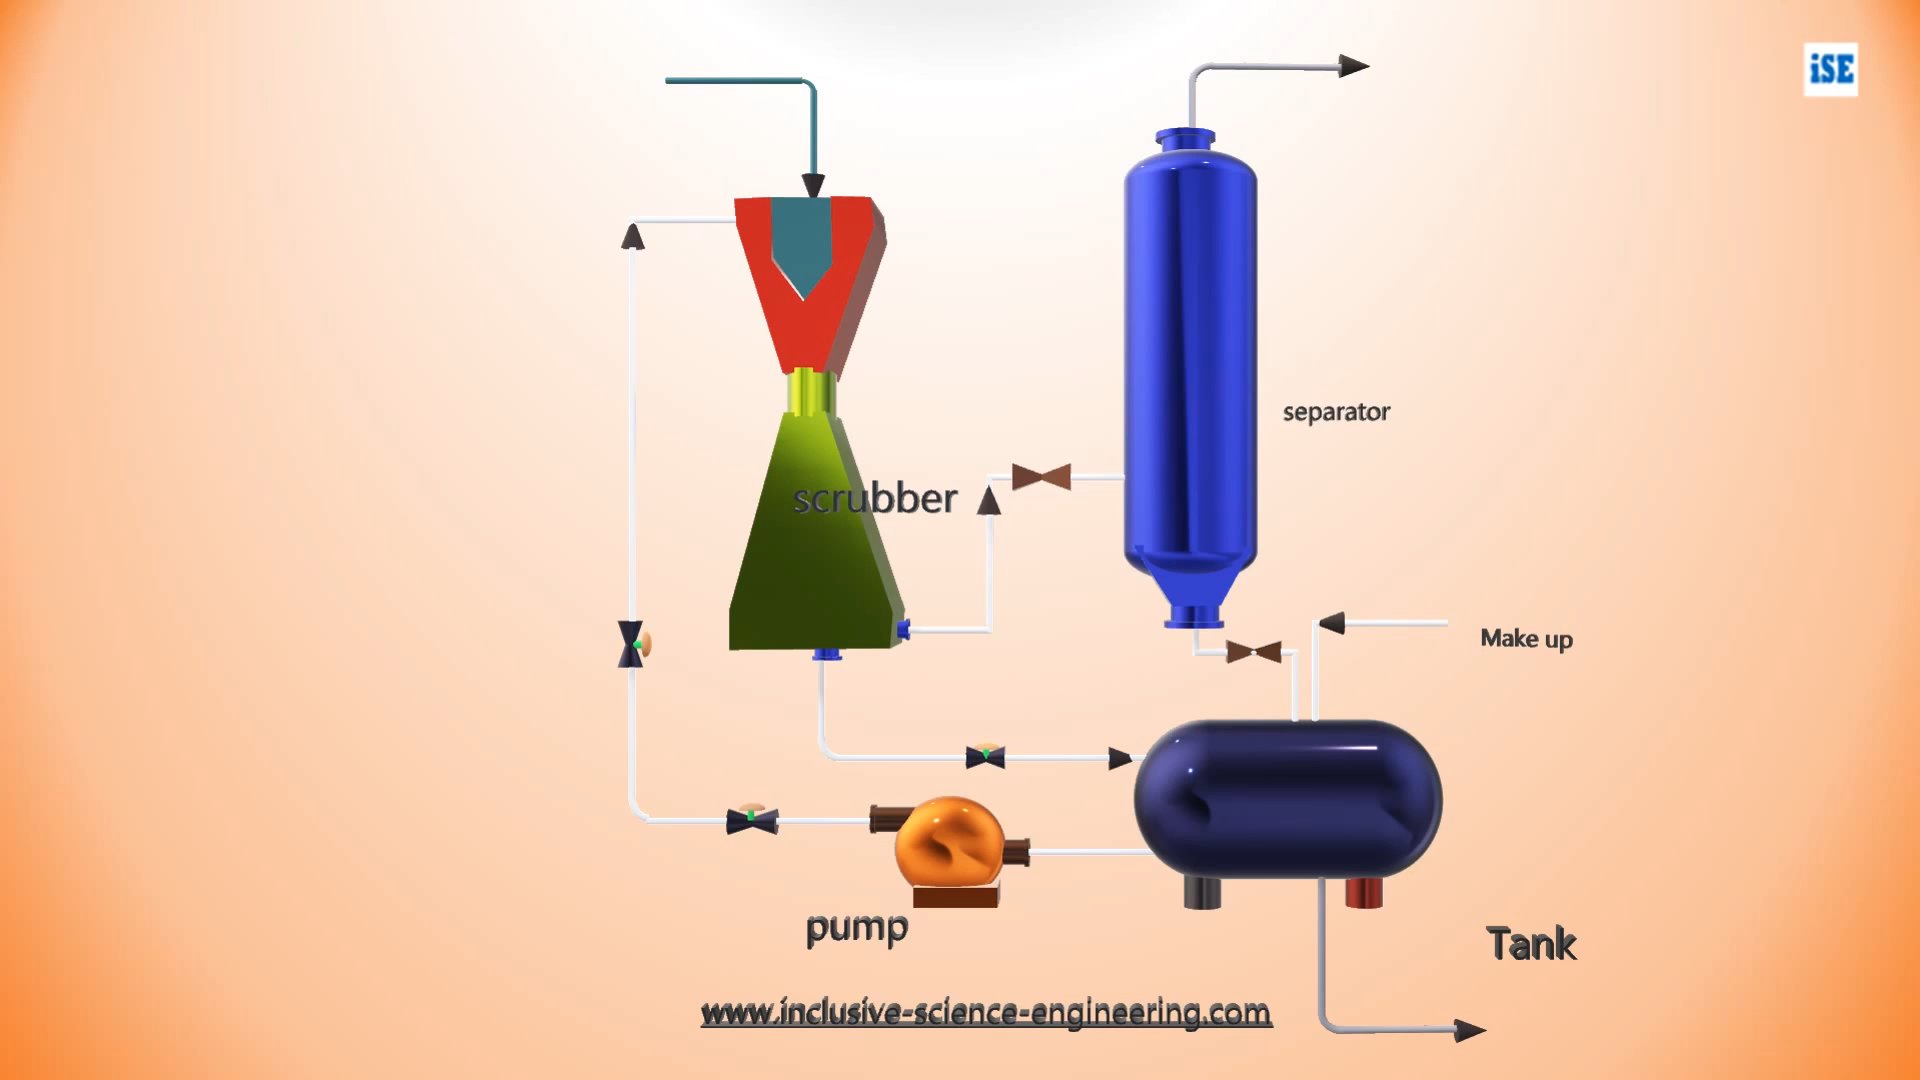 iSE
scrubber
separator
Make up
pump
Tank
www.inclusive-science-engineering.com